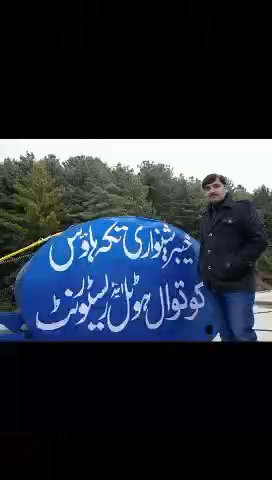 خیبر شنواری تکہ ہاؤس
کوتوال ہوٹل اینڈ ریسٹورنٹ